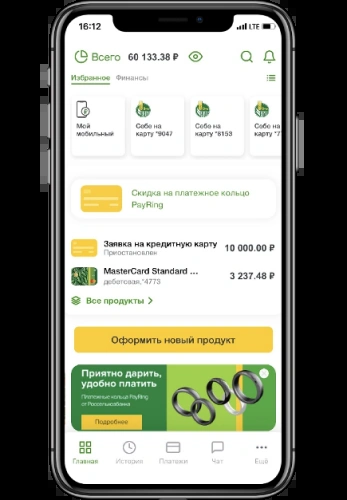 16:12
LTE
Всего 60 133.38 ₽
Избранное Финансы
Мой
мобильный
Себе на
карту *9047
Себе на
карту *8153
Себе на
карту *7
Скидка на платежное кольцо
PayRing
Заявка на кредитную карту
Приостановлен
10 000.00 ₽
MasterCard Standard ...
дебетовая,*4773
3 237.48 ₽
Все продукты
Оформить новый продукт
Приятно дарить,
удобно платить
Платежные кольца PayRing
от Россельхозбанка
Подробнее
Главная
История
Платежи
Чат
Ещё